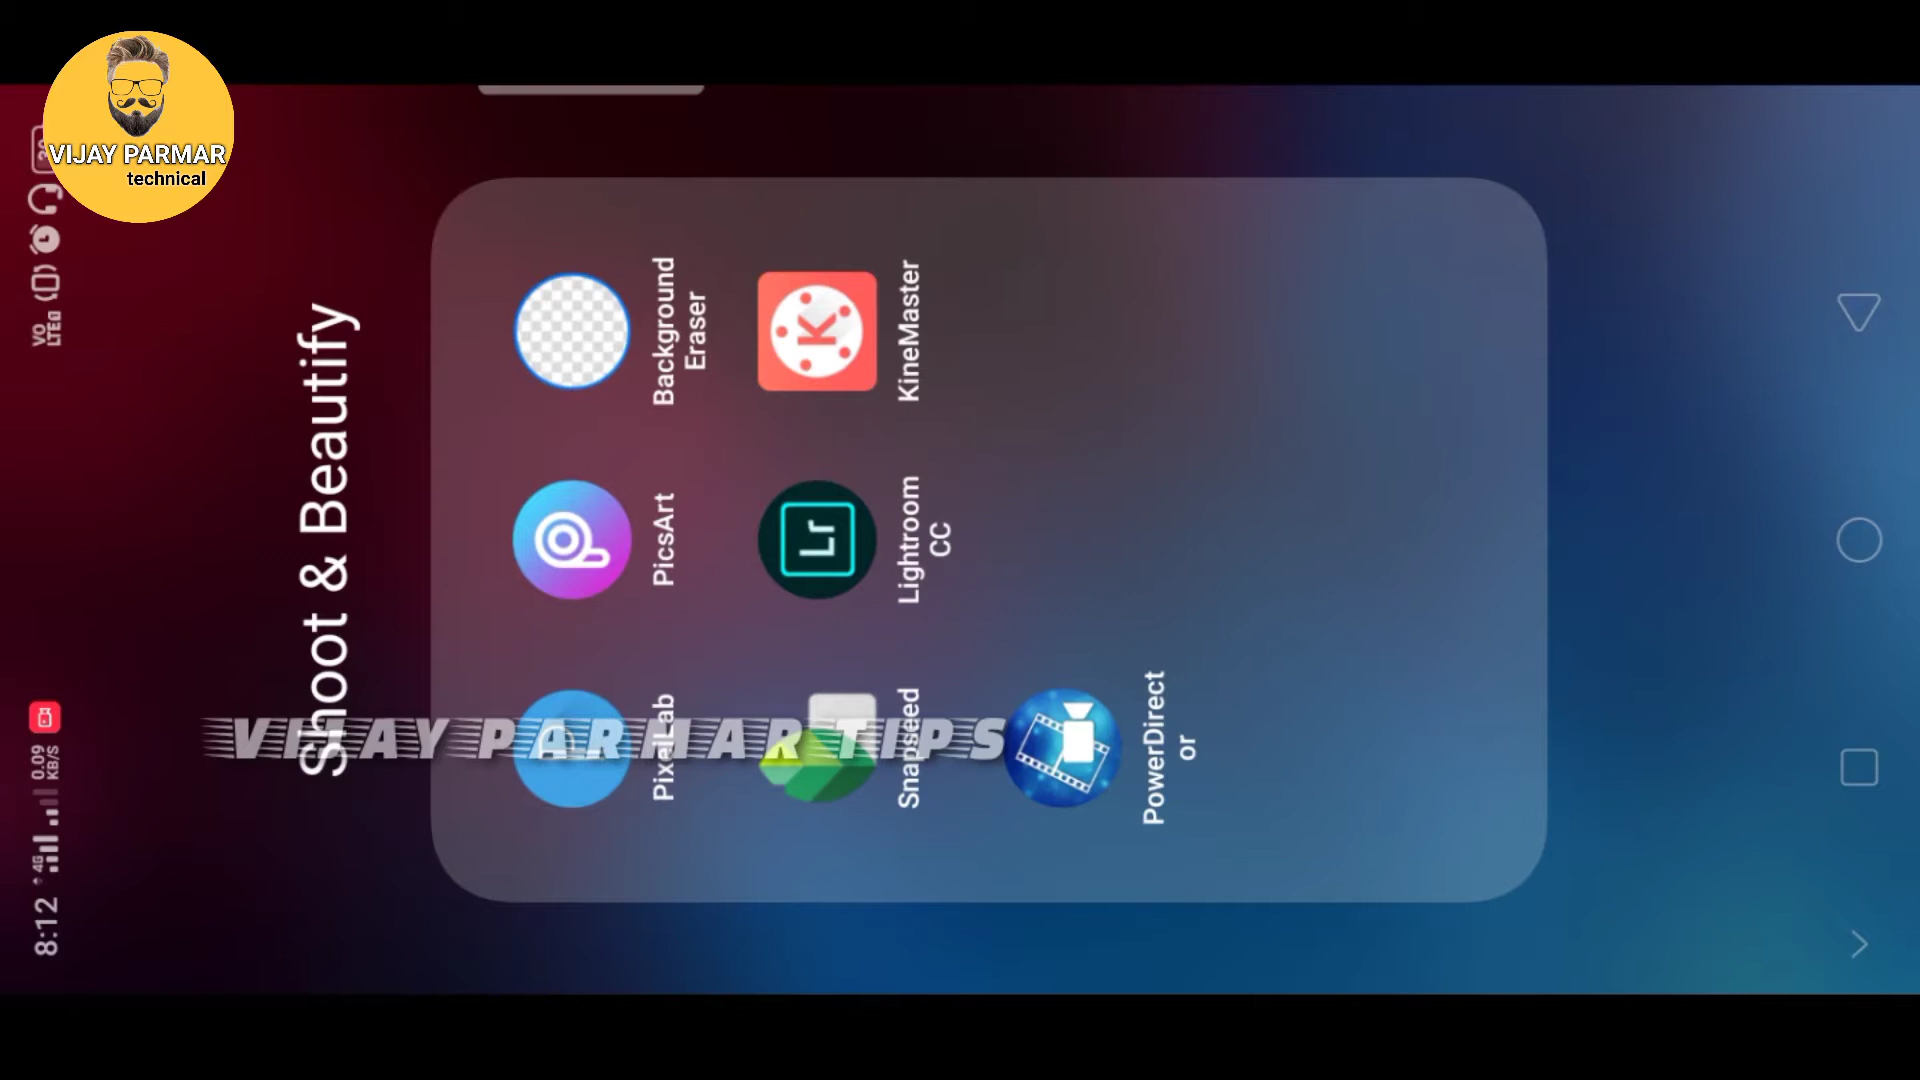 VIJAY PARMAR
technical
8:12
4G
0.09
KB/S
VO
LTE
Shoot & Beautify
PixelLab
PicsArt
Background
Eraser
Snapseed
Lr
Lightroom
CC
K
KineMaster
PowerDirect
or
VIJAY PARMAR TIPS